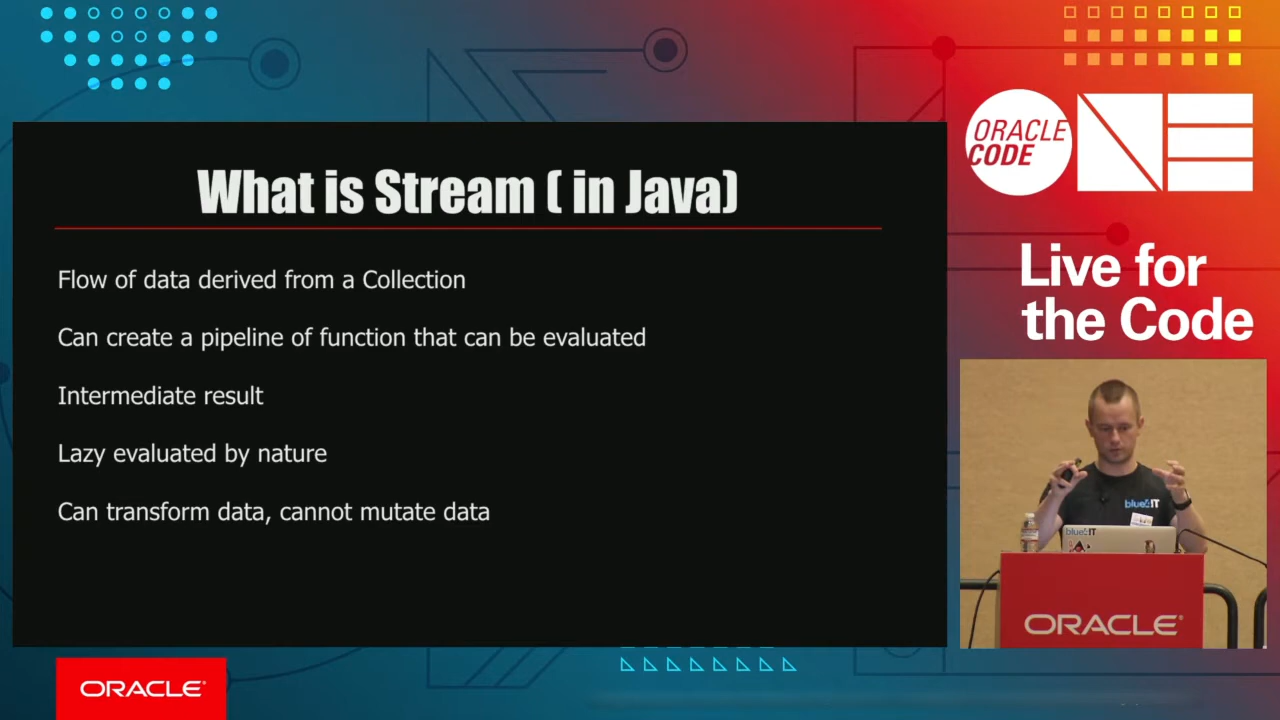 What is Stream ( in Java)
Flow of data derived from a Collection
Can create a pipeline of function that can be evaluated
Intermediate result
Lazy evaluated by nature
Can transform data, cannot mutate data
ORACLE
CODE
ONE
Live for
the Code
ORACLE
ORACLE